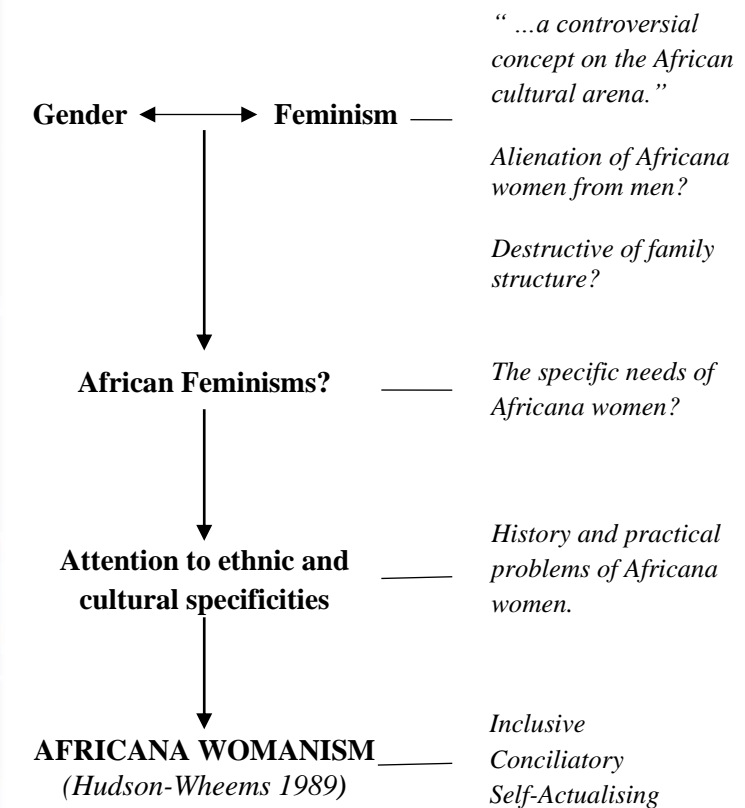 “ ...a controversial
concept on the African
cultural arena.”
Gender Feminism
Alienation of Africana
women from men?
Destructive of family
structure?
African Feminisms?
The specific needs of
Africana women?
Attention to ethnic and
cultural specificities
History and practical
problems of Africana
women.
AFRICANA WOMANISM
(Hudson-Wheems 1989)
Inclusive
Conciliatory
Self-Actualising